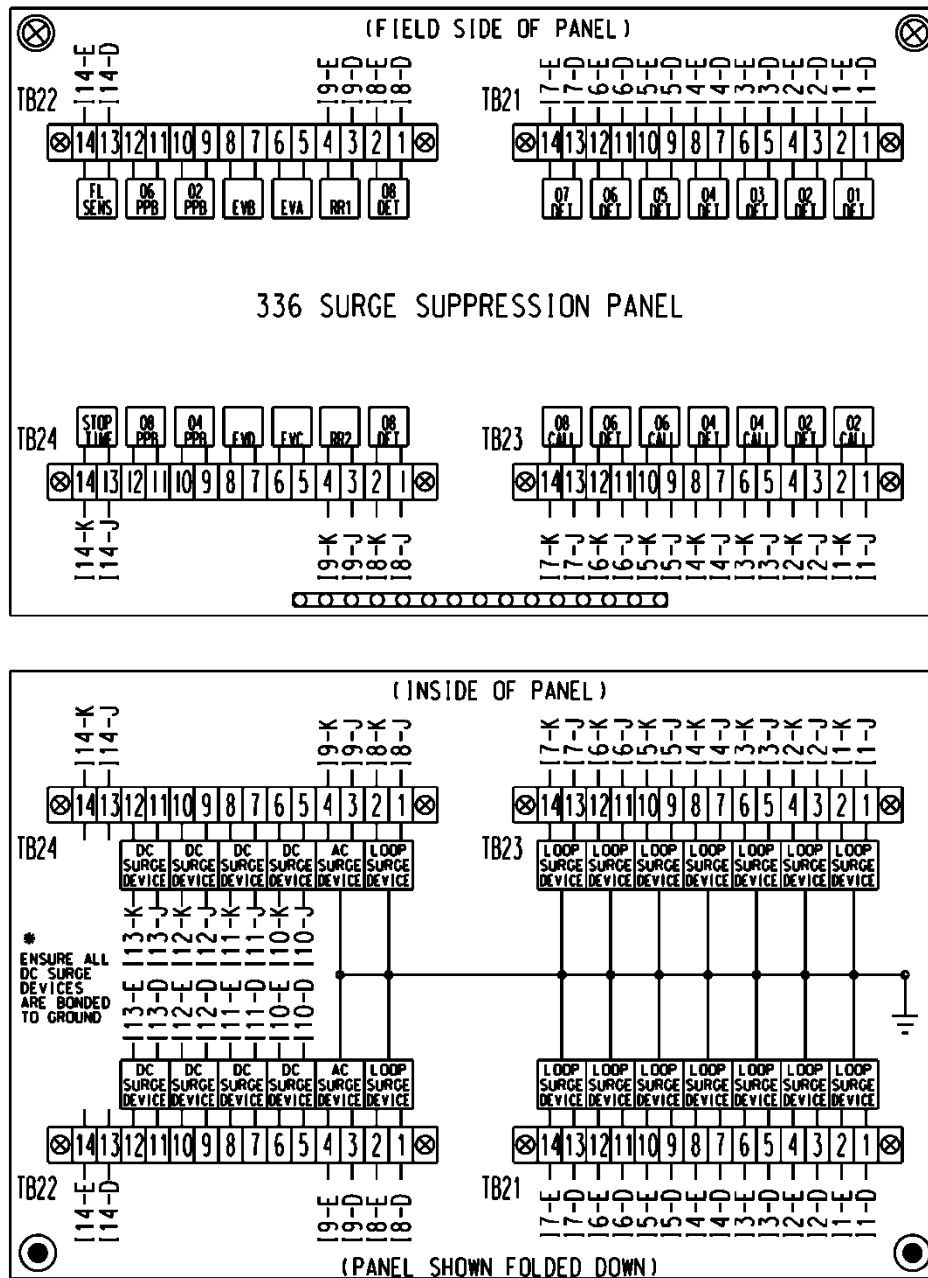 (FIELD SIDE OF PANEL)
I14-E I14-D I9-E I9-D I8-E I8-D
I7-E I7-D I6-E I6-D I5-E I5-D I4-E I4-D I3-E I3-D I2-E I2-D I1-E I1-D
TB22
TB21
14 13 12 11 10 9 8 7 6 5 4 3 2 1
14 13 12 11 10 9 8 7 6 5 4 3 2 1
FL SENS
06 PPB
02 PPB
EVB
EVA
RR1
08 DET
07 DET
06 DET
05 DET
04 DET
03 DET
02 DET
01 DET
336 SURGE SUPPRESSION PANEL
TB24
STOP TIME
08 PPB
04 PPB
EVD
EVC
RR2
08 DET
TB23
08 CALL
06 DET
06 CALL
04 DET
04 CALL
02 DET
02 CALL
14 13 12 11 10 9 8 7 6 5 4 3 2 1
14 13 12 11 10 9 8 7 6 5 4 3 2 1
I14-K I14-J I9-K I9-J I8-K I8-J
I7-K I7-J I6-K I6-J I5-K I5-J I4-K I4-J I3-K I3-J I2-K I2-J I1-K I1-J
(INSIDE OF PANEL)
I14-K I14-J I9-K I9-J I8-K I8-J
I7-K I7-J I6-K I6-J I5-K I5-J I4-K I4-J I3-K I3-J I2-K I2-J I1-K I1-J
14 13 12 11 10 9 8 7 6 5 4 3 2 1
14 13 12 11 10 9 8 7 6 5 4 3 2 1
TB24
TB23
DC DC DC DC AC LOOP
SURGE SURGE SURGE SURGE SURGE SURGE
DEVICE DEVICE DEVICE DEVICE DEVICE DEVICE
LOOP LOOP LOOP LOOP LOOP LOOP LOOP
SURGE SURGE SURGE SURGE SURGE SURGE SURGE
DEVICE DEVICE DEVICE DEVICE DEVICE DEVICE DEVICE
I13-K I13-J I12-K I12-J I11-K I11-J I10-K I10-J
*
ENSURE ALL
DC SURGE
DEVICES
ARE BONDED
TO GROUND
I13-E I13-D I12-E I12-D I11-E I11-D I10-E I10-D
DC DC DC DC AC LOOP
SURGE SURGE SURGE SURGE SURGE SURGE
DEVICE DEVICE DEVICE DEVICE DEVICE DEVICE
LOOP LOOP LOOP LOOP LOOP LOOP LOOP
SURGE SURGE SURGE SURGE SURGE SURGE SURGE
DEVICE DEVICE DEVICE DEVICE DEVICE DEVICE DEVICE
14 13 12 11 10 9 8 7 6 5 4 3 2 1
14 13 12 11 10 9 8 7 6 5 4 3 2 1
TB22
TB21
I14-E I14-D I9-E I9-D I8-E I8-D
I7-E I7-D I6-E I6-D I5-E I5-D I4-E I4-D I3-E I3-D I2-E I2-D I1-E I1-D
(PANEL SHOWN FOLDED DOWN)